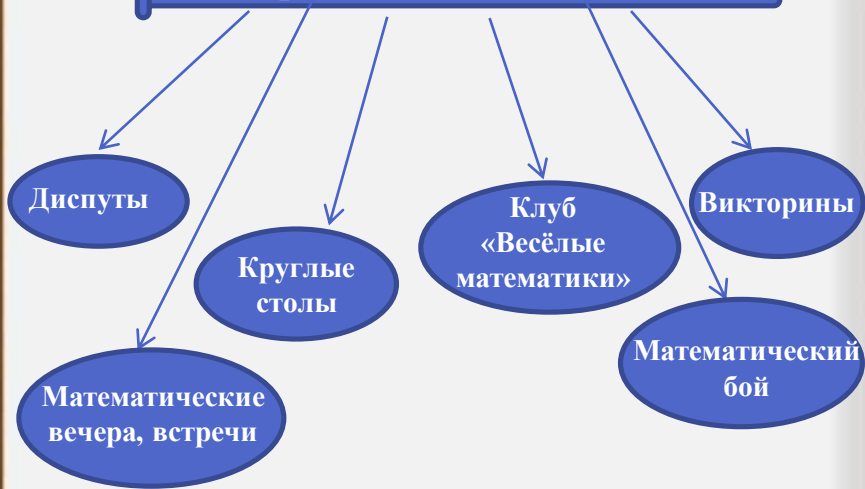 Диспуты
Викторины
Клуб
«Весёлые
математики»
Круглые
столы
Математический
бой
Математические
вечера, встречи